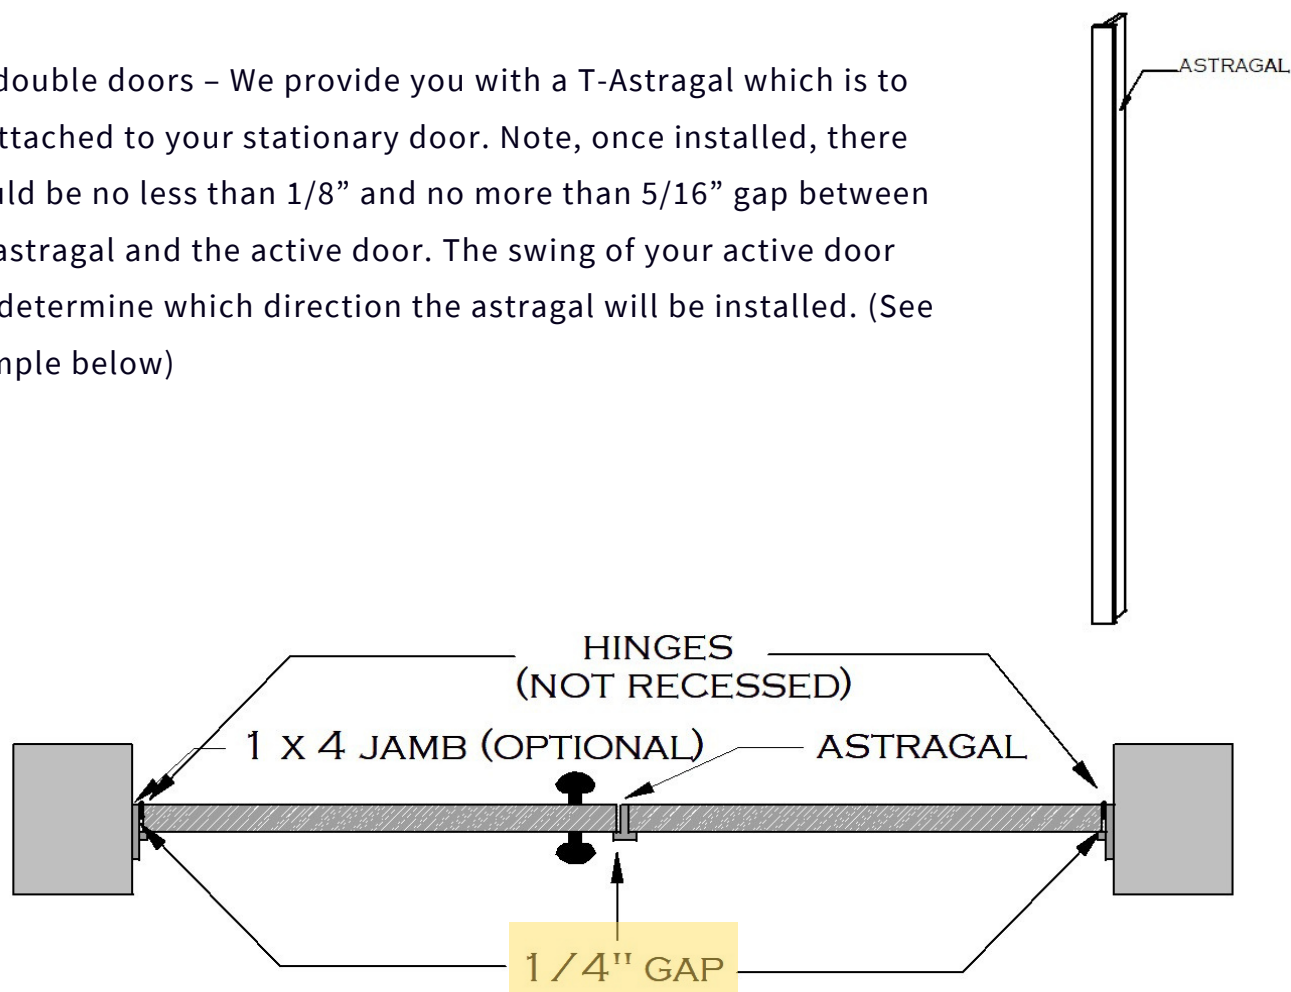 double doors – We provide you with a T-Astragal which is to
ttached to your stationary door. Note, once installed, there
uld be no less than 1/8” and no more than 5/16” gap between
astragal and the active door. The swing of your active door
determine which direction the astragal will be installed. (See
mple below)
ASTRAGAL
HINGES
(NOT RECESSED)
1 X 4 JAMB (OPTIONAL)
ASTRAGAL
1/4" GAP